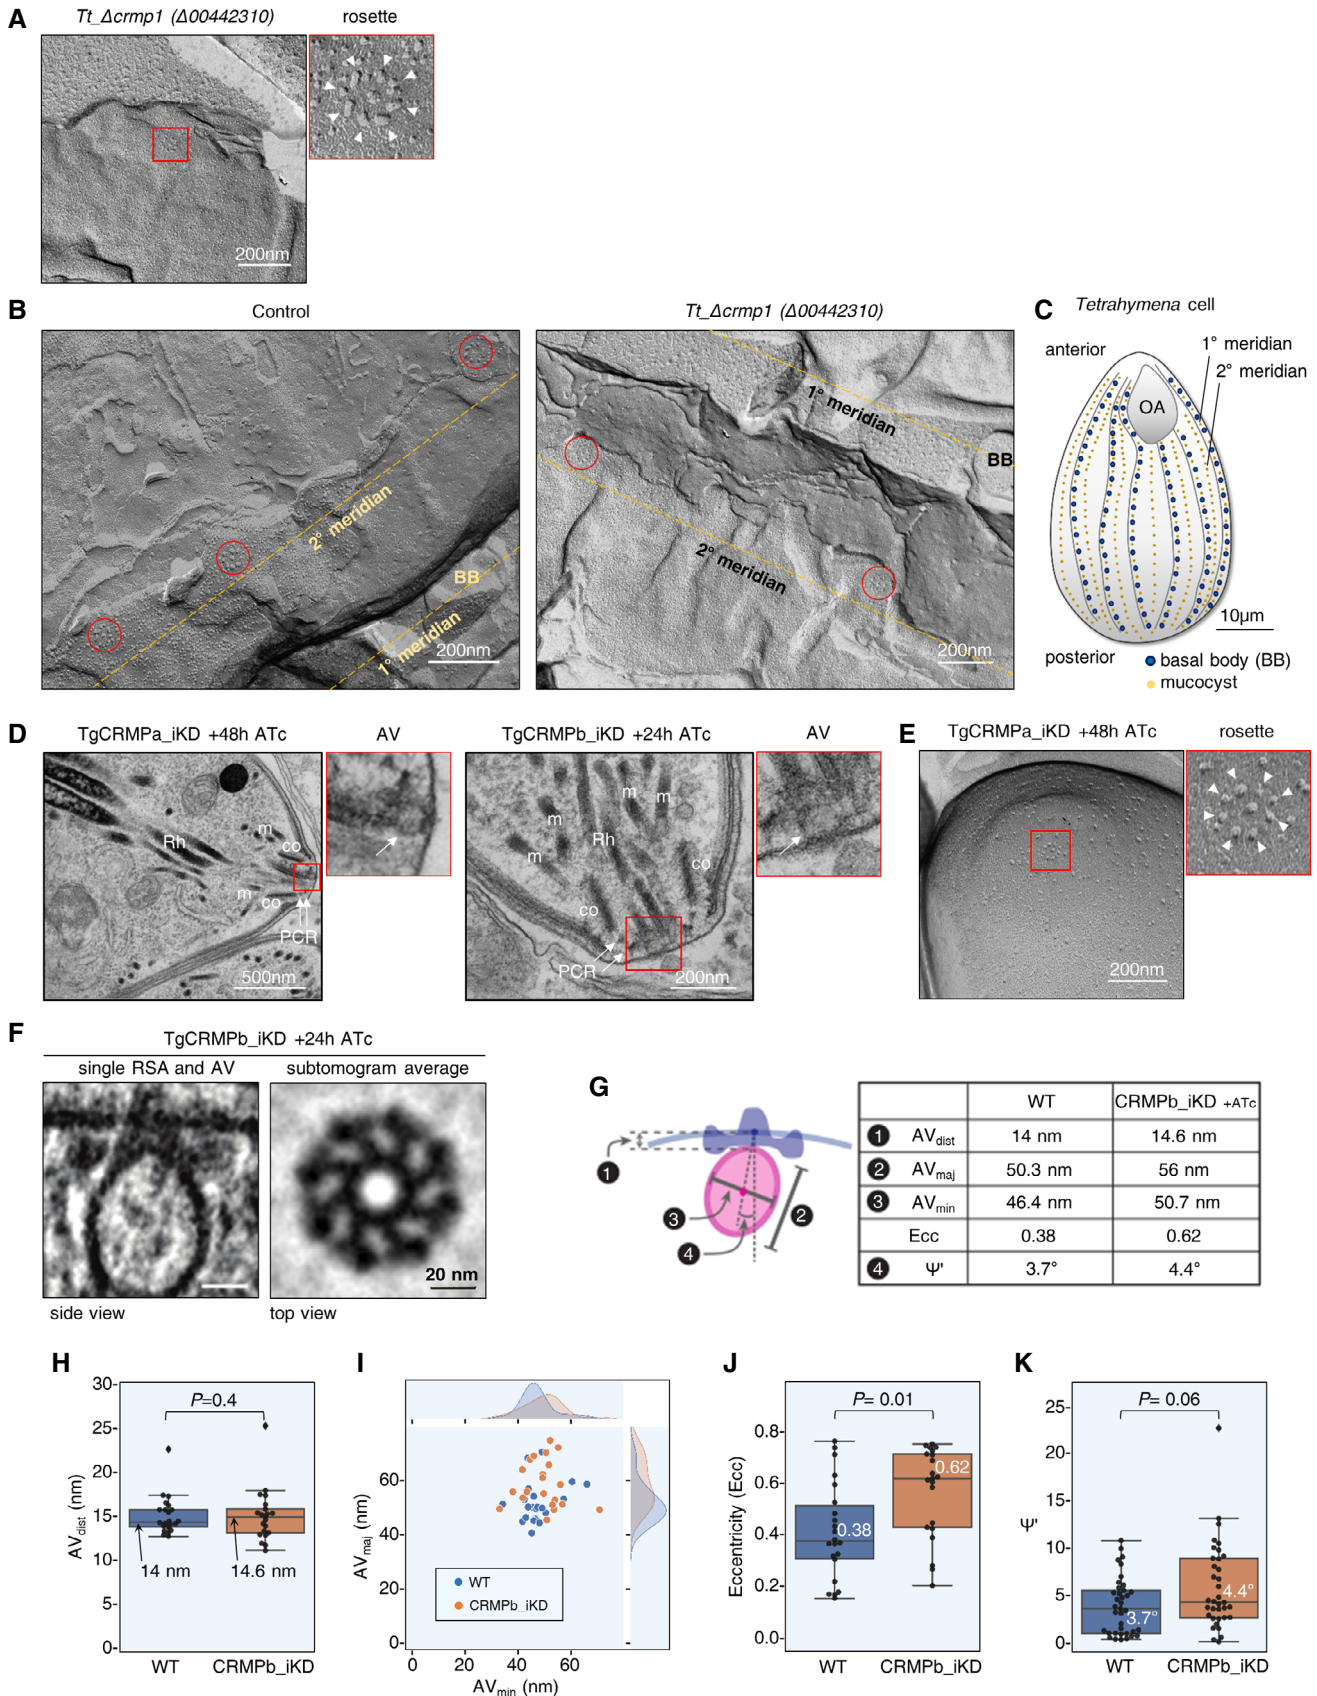 A
Tt_Δcrmp1 (Δ00442310)
rosette
200nm
B
Control
Tt_Δcrmp1 (Δ00442310)
2° meridian
BB
1° meridian
200nm
1° meridian
BB
2° meridian
200nm
C
Tetrahymena cell
anterior
1° meridian
2° meridian
OA
10µm
posterior
basal body (BB)
mucocyst
D
TgCRMPa_iKD +48h ATc
AV
Rh
m
co
m
co
PCR
500nm
TgCRMPb_iKD +24h ATc
AV
m
m
m
Rh
m
co
co
PCR
200nm
E
TgCRMPa_iKD +48h ATc
rosette
200nm
F
TgCRMPb_iKD +24h ATc
single RSA and AV
subtomogram average
20 nm
side view
top view
G
1
2
3
4
WT CRMPb_iKD +ATc
1 AVdist 14 nm 14.6 nm
2 AVmaj 50.3 nm 56 nm
3 AVmin 46.4 nm 50.7 nm
Ecc 0.38 0.62
4 Ψ' 3.7° 4.4°
H
P=0.4
30
25
20
15
10
5
0
AVdist (nm)
14 nm
14.6 nm
WT
CRMPb_iKD
I
60
40
20
0
AVmaj (nm)
WT
CRMPb_iKD
0 20 40 60
AVmin (nm)
J
P= 0.01
0.8
0.6
0.4
0.2
0.0
Eccentricity (Ecc)
0.38
0.62
WT
CRMPb_iKD
K
P= 0.06
25
20
15
10
5
0
Ψ'
3.7°
4.4°
WT
CRMPb_iKD